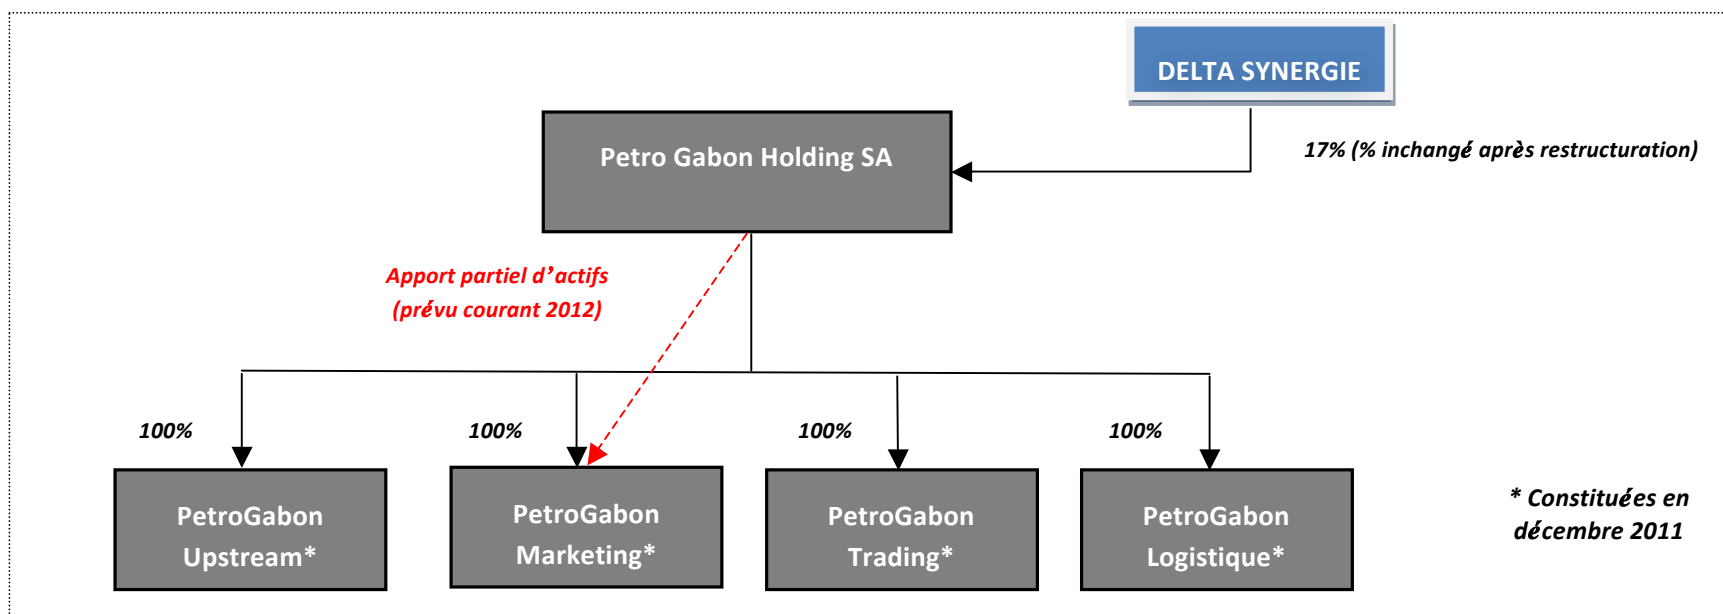 DELTA SYNERGIE
Petro Gabon Holding SA
17% (% inchangé après restructuration)
Apport partiel d’actifs
(prévu courant 2012)
100%
100%
100%
100%
PetroGabon
Upstream*
PetroGabon
Marketing*
PetroGabon
Trading*
PetroGabon
Logistique*
* Constituées en
décembre 2011